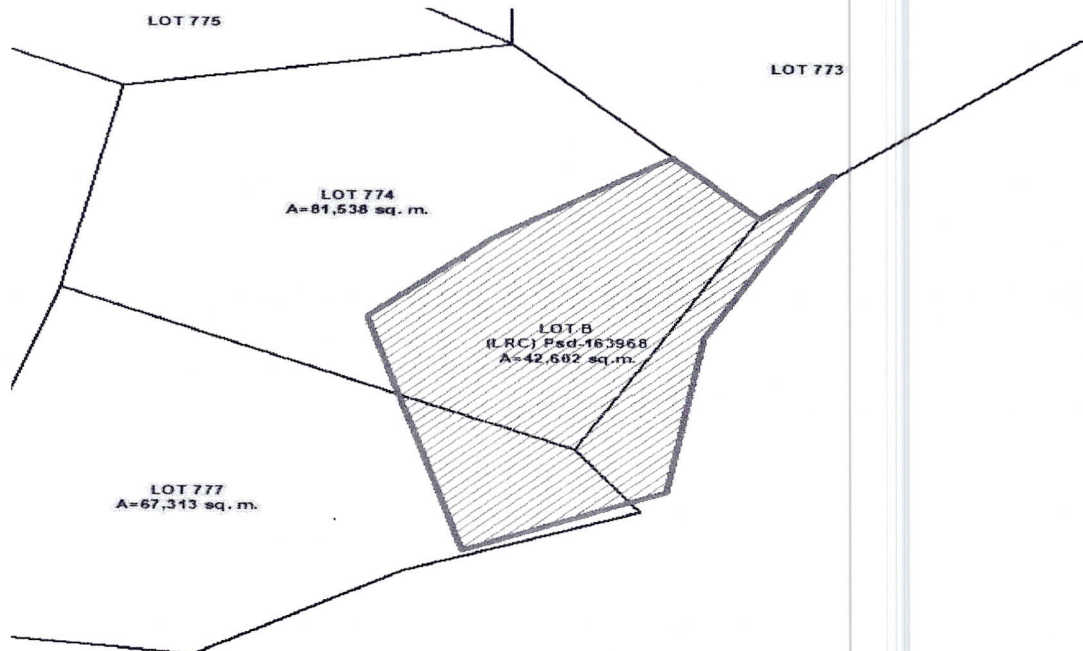 LOT 775
LOT 773
LOT 774
A=81,538 sq. m.
LOT B
(LRC) Psd-163968
A=42,602 sq.m.
LOT 777
A=67,313 sq. m.